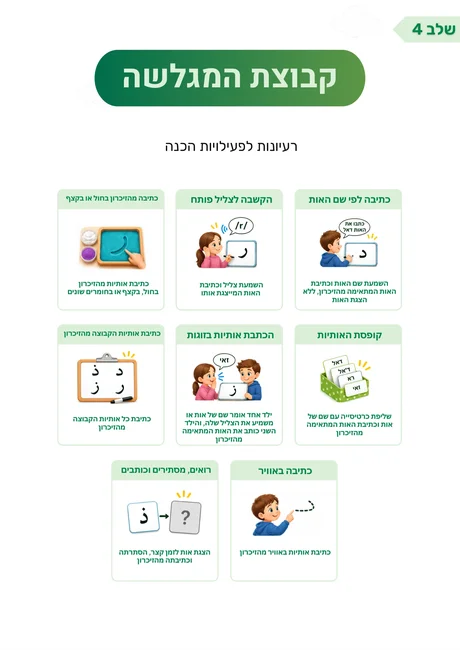 שלב 4
קבוצת המגלשה
רעיונות לפעילויות הכנה
כתיבה לפי שם האות
כתבו את
האות דאל
د
השמעת שם האות וכתיבת
האות המתאימה מהזיכרון, ללא
הצגת האות
הקשבה לצליל פותח
/r/
ر
השמעת צליל וכתיבת
האות המייצגת אותו
כתיבה מהזיכרון בחול או בקצף
ر
כתיבת אותיות מהזיכרון
בחול, בקצף או בחומרים שונים
קופסת האותיות
דאל
ד'אל
רא
זאי
שליפת כרטיסייה עם שם של
אות וכתיבת האות המתאימה
מהזיכרון
הכתבת אותיות בזוגות
זאי
ز
ילד אחד אומר שם של אות או
משמיע את הצליל שלה, והילד
השני כותב את האות המתאימה
מהזיכרון
כתיבת אותיות הקבוצה מהזיכרון
د ذ
ر ز
כתיבת כל אותיות הקבוצה
מהזיכרון
כתיבה באוויר
כתיבת אותיות באוויר מהזיכרון
רואים, מסתירים וכותבים
ذ
?
הצגת אות לזמן קצר, הסתרתה
וכתיבתה מהזיכרון